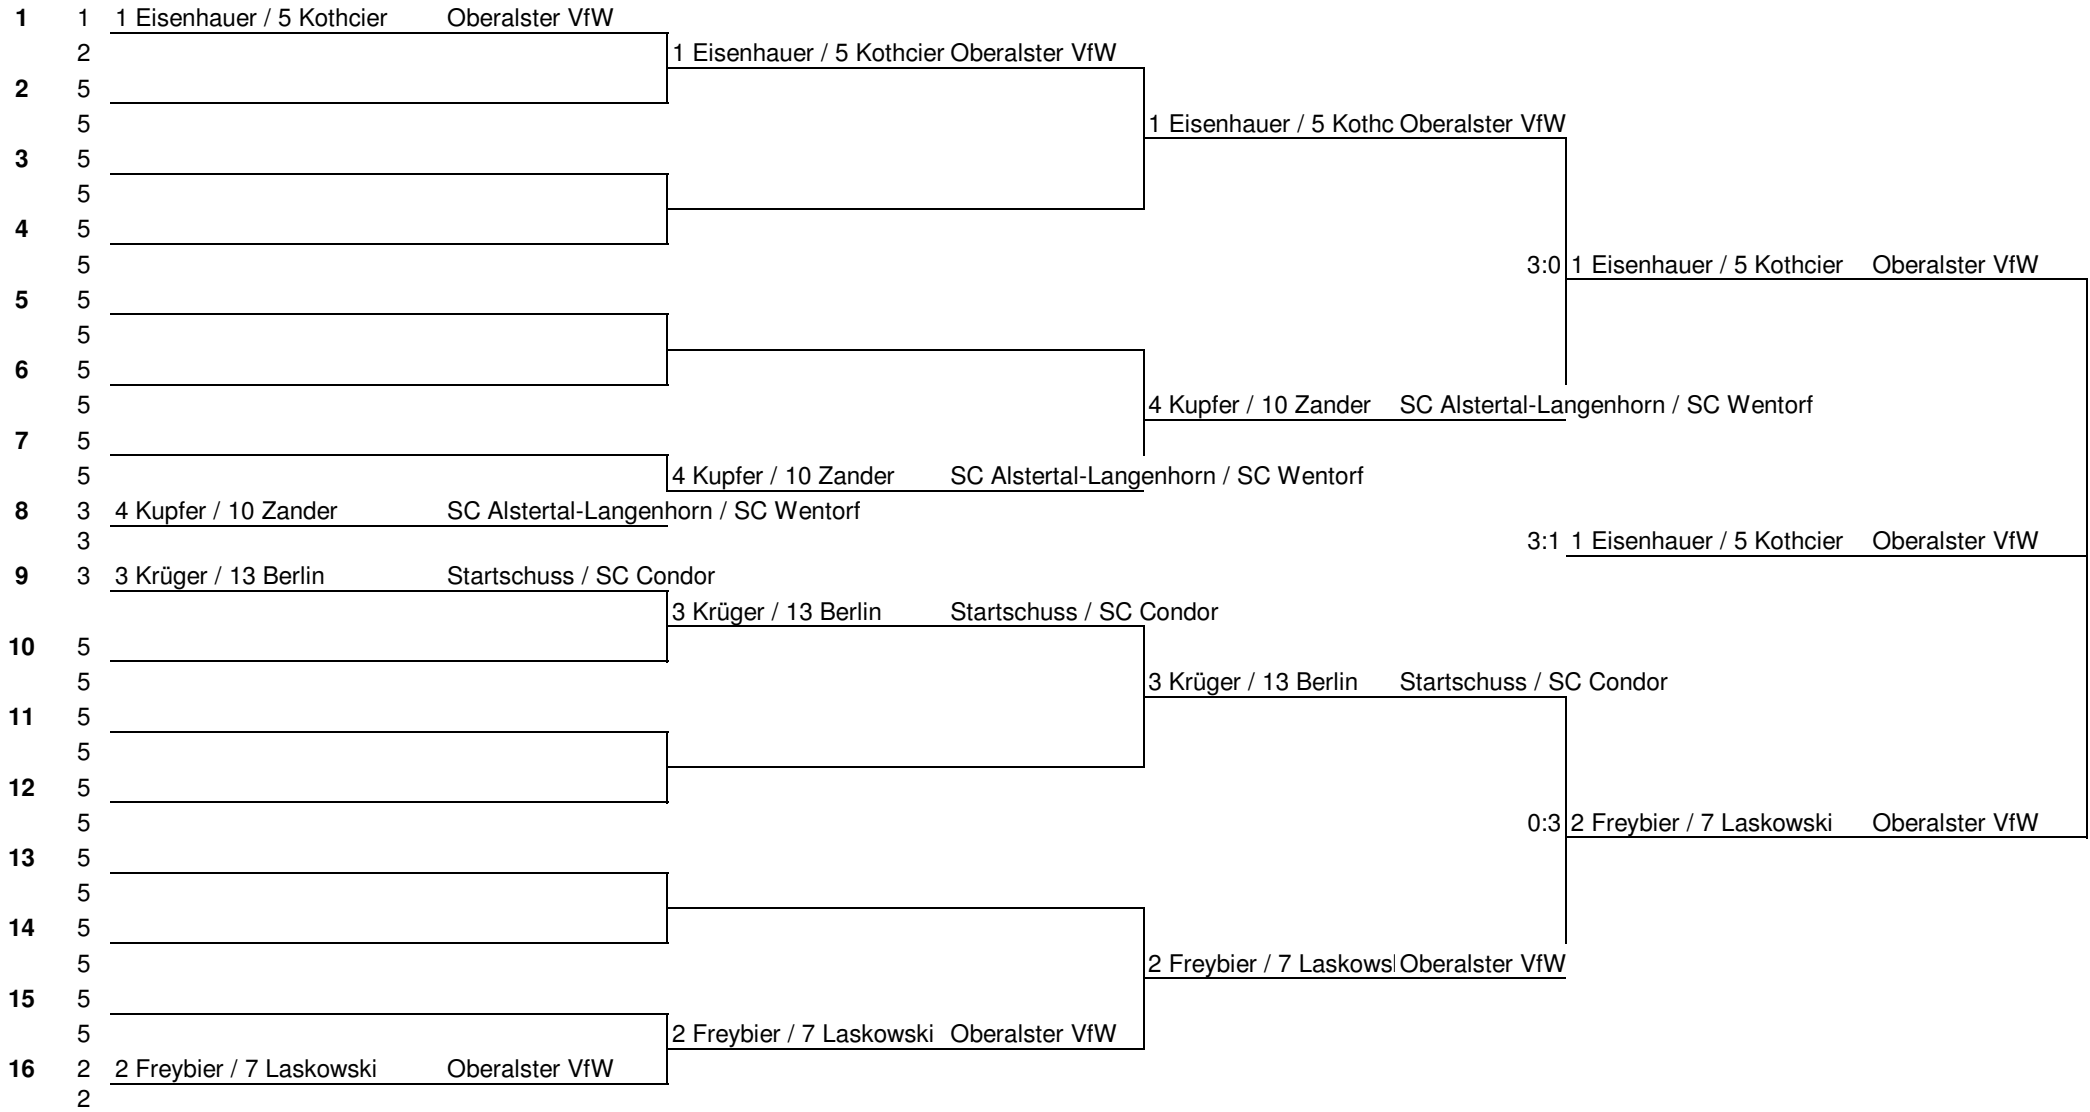 1 1 1 Eisenhauer / 5 Kothcier Oberalster VfW
2 1 Eisenhauer / 5 Kothcier Oberalster VfW
2 5
5 1 Eisenhauer / 5 Kothc Oberalster VfW
3 5
5
4 5
5 3:0 1 Eisenhauer / 5 Kothcier Oberalster VfW
5 5
5
6 5
5 4 Kupfer / 10 Zander SC Alstertal-Langenhorn / SC Wentorf
7 5
5 4 Kupfer / 10 Zander SC Alstertal-Langenhorn / SC Wentorf
8 3 4 Kupfer / 10 Zander SC Alstertal-Langenhorn / SC Wentorf
3 3:1 1 Eisenhauer / 5 Kothcier Oberalster VfW
9 3 3 Krüger / 13 Berlin Startschuss / SC Condor
3 Krüger / 13 Berlin Startschuss / SC Condor
10 5
5 3 Krüger / 13 Berlin Startschuss / SC Condor
11 5
5
12 5
5 0:3 2 Freybier / 7 Laskowski Oberalster VfW
13 5
5
14 5
5 2 Freybier / 7 Laskows Oberalster VfW
15 5
5 2 Freybier / 7 Laskowski Oberalster VfW
16 2 2 Freybier / 7 Laskowski Oberalster VfW
2